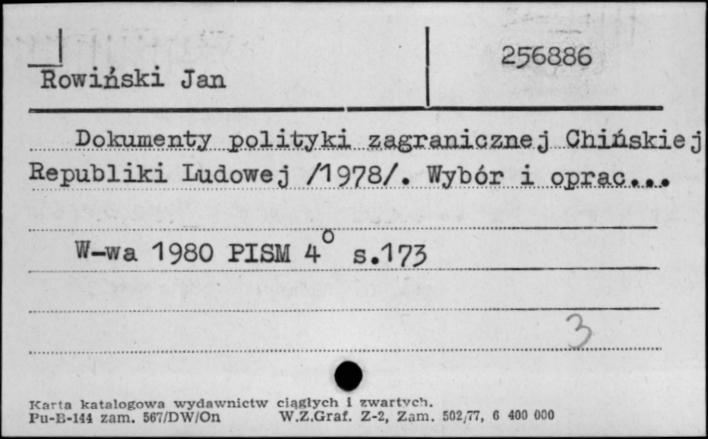 256886
Rowiński Jan
Dokumenty polityki zagranicznej Chińskiej
Republiki Ludowej /1978/. Wybór i oprac...
W-wa 1980 PISM 4° s.173
3
Karta katalogowa wydawnictw ciągłych i zwartych.
Pu-B-144 zam. 567/DW/On W.Z.Graf. Z-2, Zam. 502/77, 6 400 000